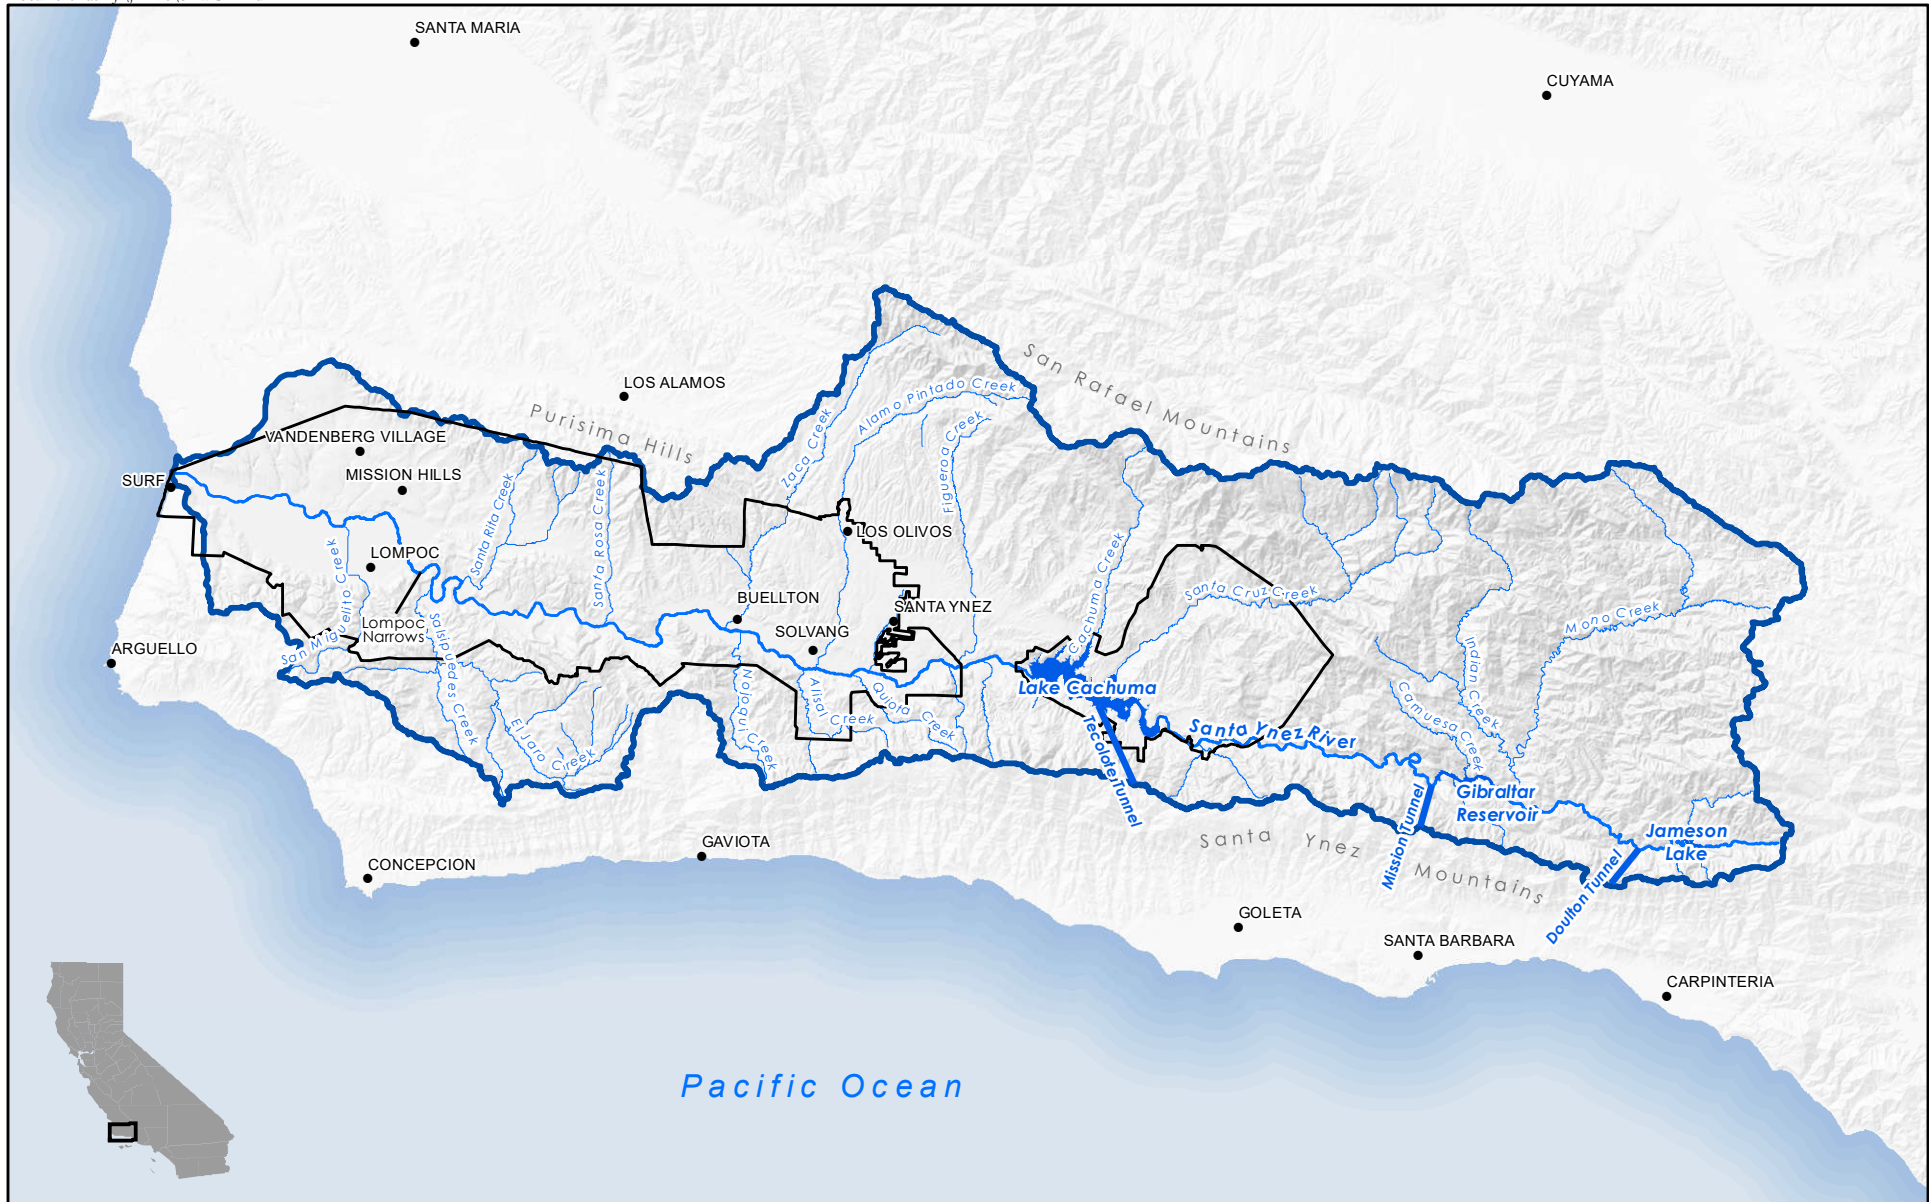 SANTA MARIA
CUYAMA
San Rafael Mountains
LOS ALAMOS
Purisima Hills
Alamo Pintado Creek
Zaca Creek
Figueroa Creek
VANDENBERG VILLAGE
MISSION HILLS
SURF
Santa Rita Creek
Santa Rosa Creek
LOS OLIVOS
LOMPOC
Cachuma Creek
Santa Cruz Creek
BUELLTON
SANTA YNEZ
Mono Creek
Lompoc
Narrows
San Miguelito Creek
SOLVANG
ARGUELLO
Salsipuedes Creek
Indian Creek
Lake Cachuma
Nojoqui Creek
Alisal Creek
Quiota Creek
Camuesa Creek
El Jaro Creek
Santa Ynez River
Tecolote Tunnel
Gibraltar
Reservoir
Mission Tunnel
Jameson
Lake
Santa Ynez Mountains
Doulton Tunnel
GAVIOTA
CONCEPCION
GOLETA
SANTA BARBARA
CARPINTERIA
Pacific Ocean